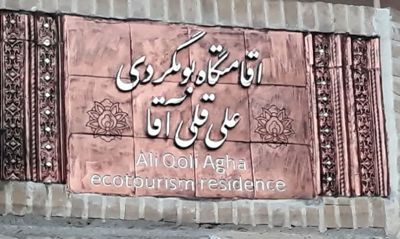 اقامتگاه بومگردی
علی قلی آقا
Ali Qoli Agha
ecotourism residence